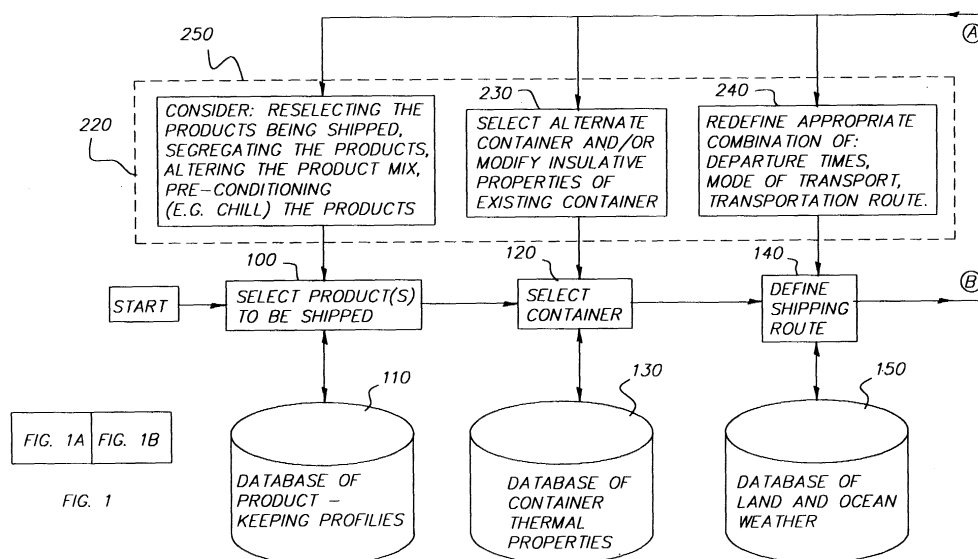 A
250
220
CONSIDER: RESELECTING THE
PRODUCTS BEING SHIPPED,
SEGREGATING THE PRODUCTS,
ALTERING THE PRODUCT MIX,
PRE-CONDITIONING
(E.G. CHILL) THE PRODUCTS
230
SELECT ALTERNATE
CONTAINER AND/OR
MODIFY INSULATIVE
PROPERTIES OF
EXISTING CONTAINER
240
REDEFINE APPROPRIATE
COMBINATION OF:
DEPARTURE TIMES,
MODE OF TRANSPORT,
TRANSPORTATION ROUTE.
START
100
SELECT PRODUCT(S)
TO BE SHIPPED
120
SELECT
CONTAINER
140
DEFINE
SHIPPING
ROUTE
B
110
DATABASE OF
PRODUCT –
KEEPING PROFILIES
130
DATABASE OF
CONTAINER
THERMAL
PROPERTIES
150
DATABASE OF
LAND AND OCEAN
WEATHER
FIG. 1A FIG. 1B
FIG. 1